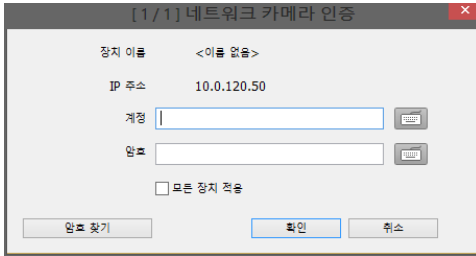 [1/1]네트워크 카메라 인증
장치 이름 <이름 없음>
IP 주소 10.0.120.50
계정
암호
모든 장치 적용
암호 찾기 확인 취소